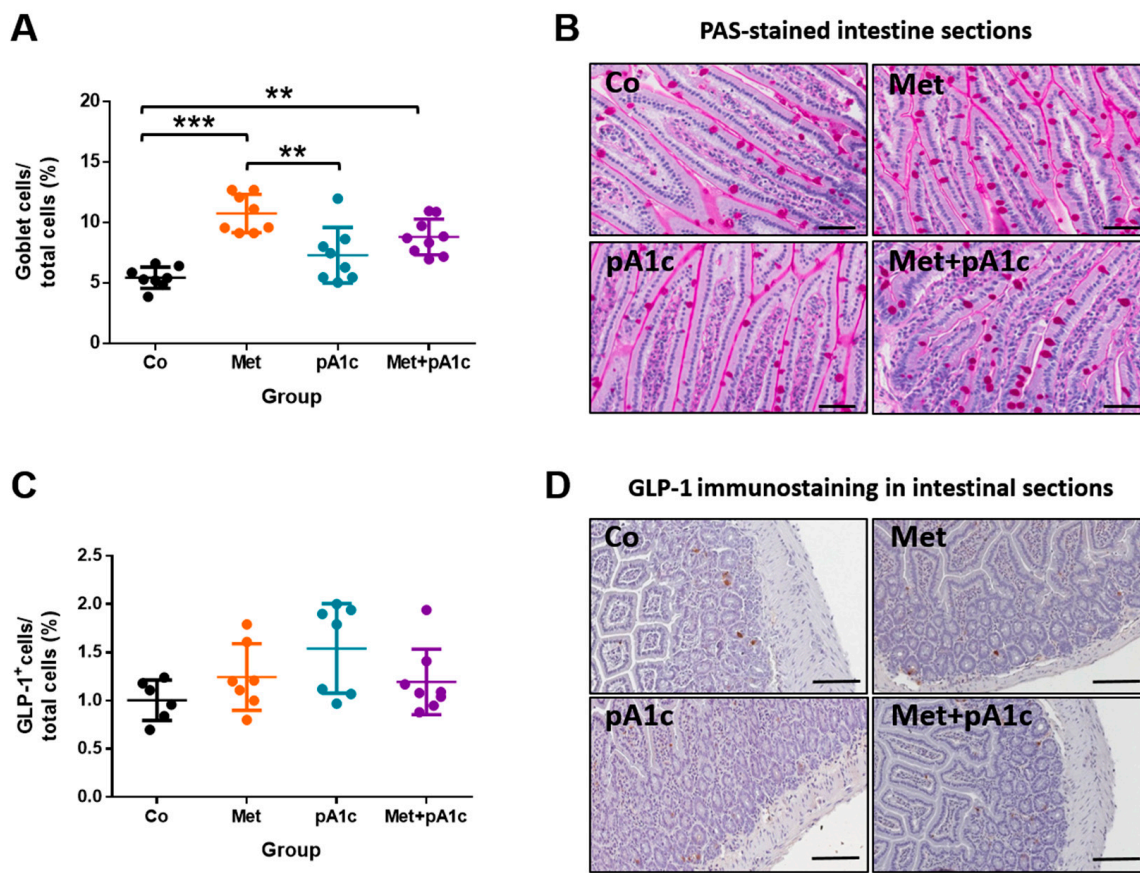 A
20
15
10
5
0
Goblet cells/
total cells (%)
**
***
**
Co Met pA1c Met+pA1c
Group
B
PAS-stained intestine sections
Co
Met
pA1c
Met+pA1c
C
2.5
2.0
1.5
1.0
0.5
0.0
GLP-1⁺cells/
total cells (%)
Co Met pA1c Met+pA1c
Group
D
GLP-1 immunostaining in intestinal sections
Co
Met
pA1c
Met+pA1c